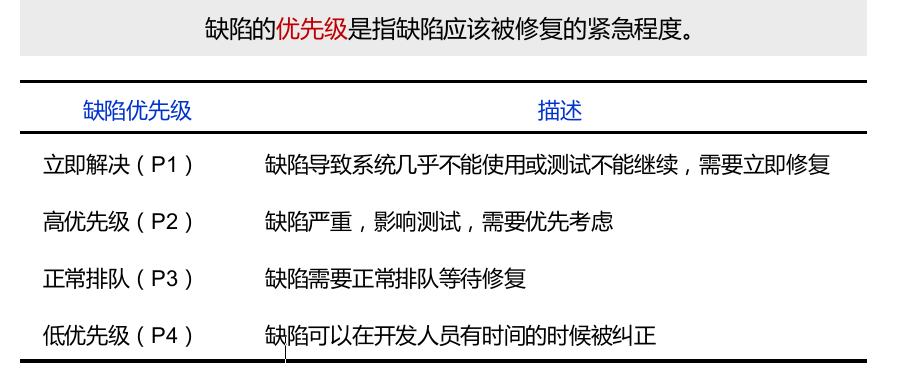 缺陷的优先级是指缺陷应该被修复的紧急程度。
缺陷优先级 描述
立即解决（P1） 缺陷导致系统几乎不能使用或测试不能继续，需要立即修复
高优先级（P2） 缺陷严重，影响测试，需要优先考虑
正常排队（P3） 缺陷需要正常排队等待修复
低优先级（P4） 缺陷可以在开发人员有时间的时候被纠正